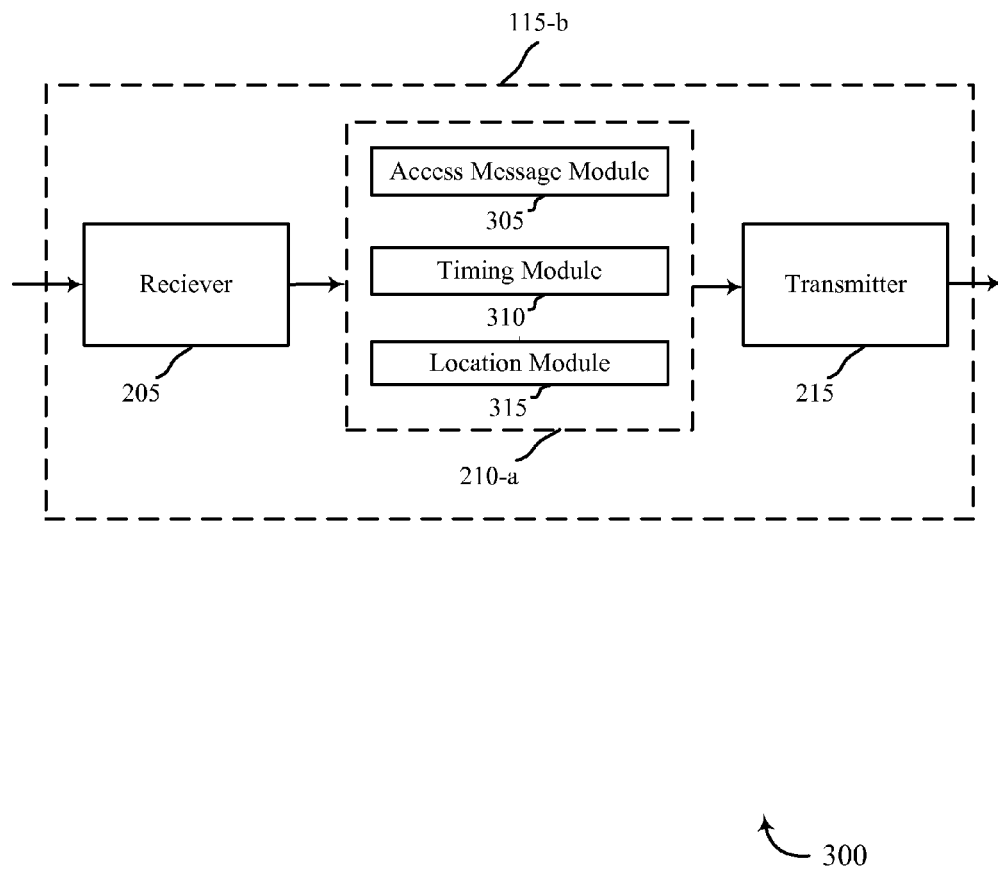 115-b
Access Message Module
305
Reciever
205
Timing Module
310
Location Module
315
210-a
Transmitter
215
300